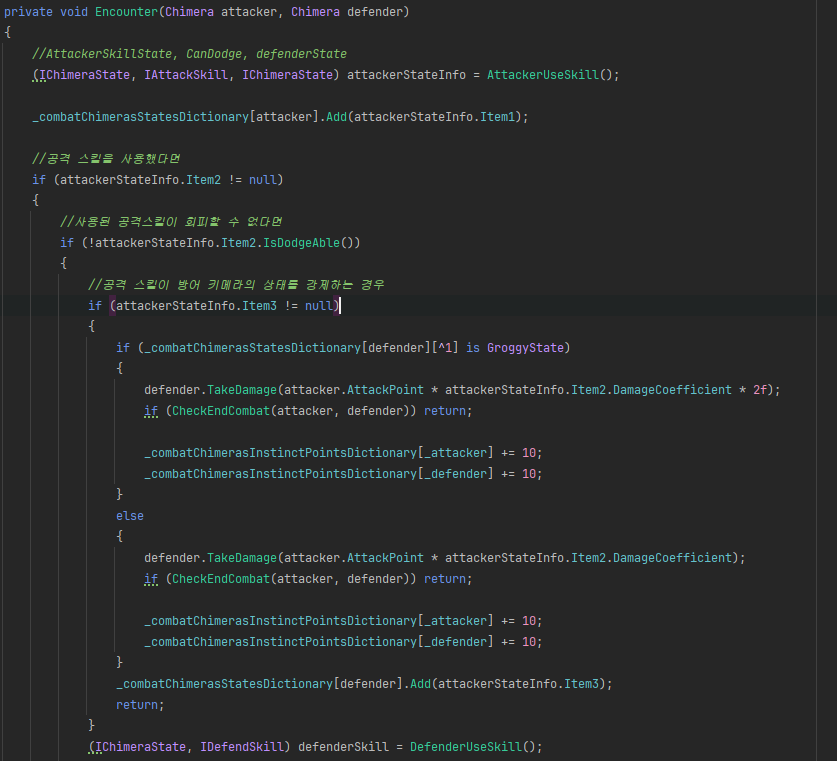 private void Encounter(Chimera attacker, Chimera defender)
{
//AttackerSkillState, CanDodge, defenderState
(IChimeraState, IAttackSkill, IChimeraState) attackerStateInfo = AttackerUseSkill();
_combatChimerasStatesDictionary[attacker].Add(attackerStateInfo.Item1);
//공격 스킬을 사용했다면
if (attackerStateInfo.Item2 != null)
{
//사용된 공격스킬이 회피할 수 없다면
if (!attackerStateInfo.Item2.IsDodgeAble())
{
//공격 스킬이 방어 키메라의 상태를 강제하는 경우
if (attackerStateInfo.Item3 != null)
{
if (_combatChimerasStatesDictionary[defender][^1] is GroggyState)
{
defender.TakeDamage(attacker.AttackPoint * attackerStateInfo.Item2.DamageCoefficient * 2f);
if (CheckEndCombat(attacker, defender)) return;
_combatChimerasInstinctPointsDictionary[_attacker] += 10;
_combatChimerasInstinctPointsDictionary[_defender] += 10;
}
else
{
defender.TakeDamage(attacker.AttackPoint * attackerStateInfo.Item2.DamageCoefficient);
if (CheckEndCombat(attacker, defender)) return;
_combatChimerasInstinctPointsDictionary[_attacker] += 10;
_combatChimerasInstinctPointsDictionary[_defender] += 10;
}
_combatChimerasStatesDictionary[defender].Add(attackerStateInfo.Item3);
return;
}
(IChimeraState, IDefendSkill) defenderSkill = DefenderUseSkill();